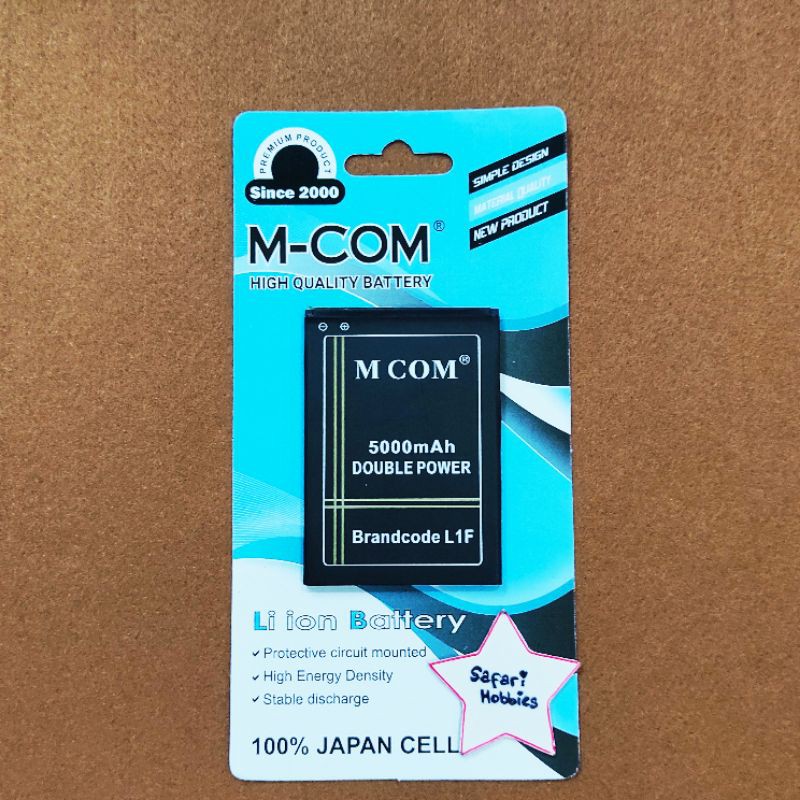 PREMIUM PRODUCT
Since 2000
SIMPLE DESIGN
MATERIAL QUALITY
NEW PRODUCT
M-COM®
HIGH QUALITY BATTERY
⊖ ⊕
M COM®
5000mAh
DOUBLE POWER
Brandcode L1F
Li ion Battery
✓ Protective circuit mounted
✓ High Energy Density
✓ Stable discharge
Safari
Hobbies
100% JAPAN CELL